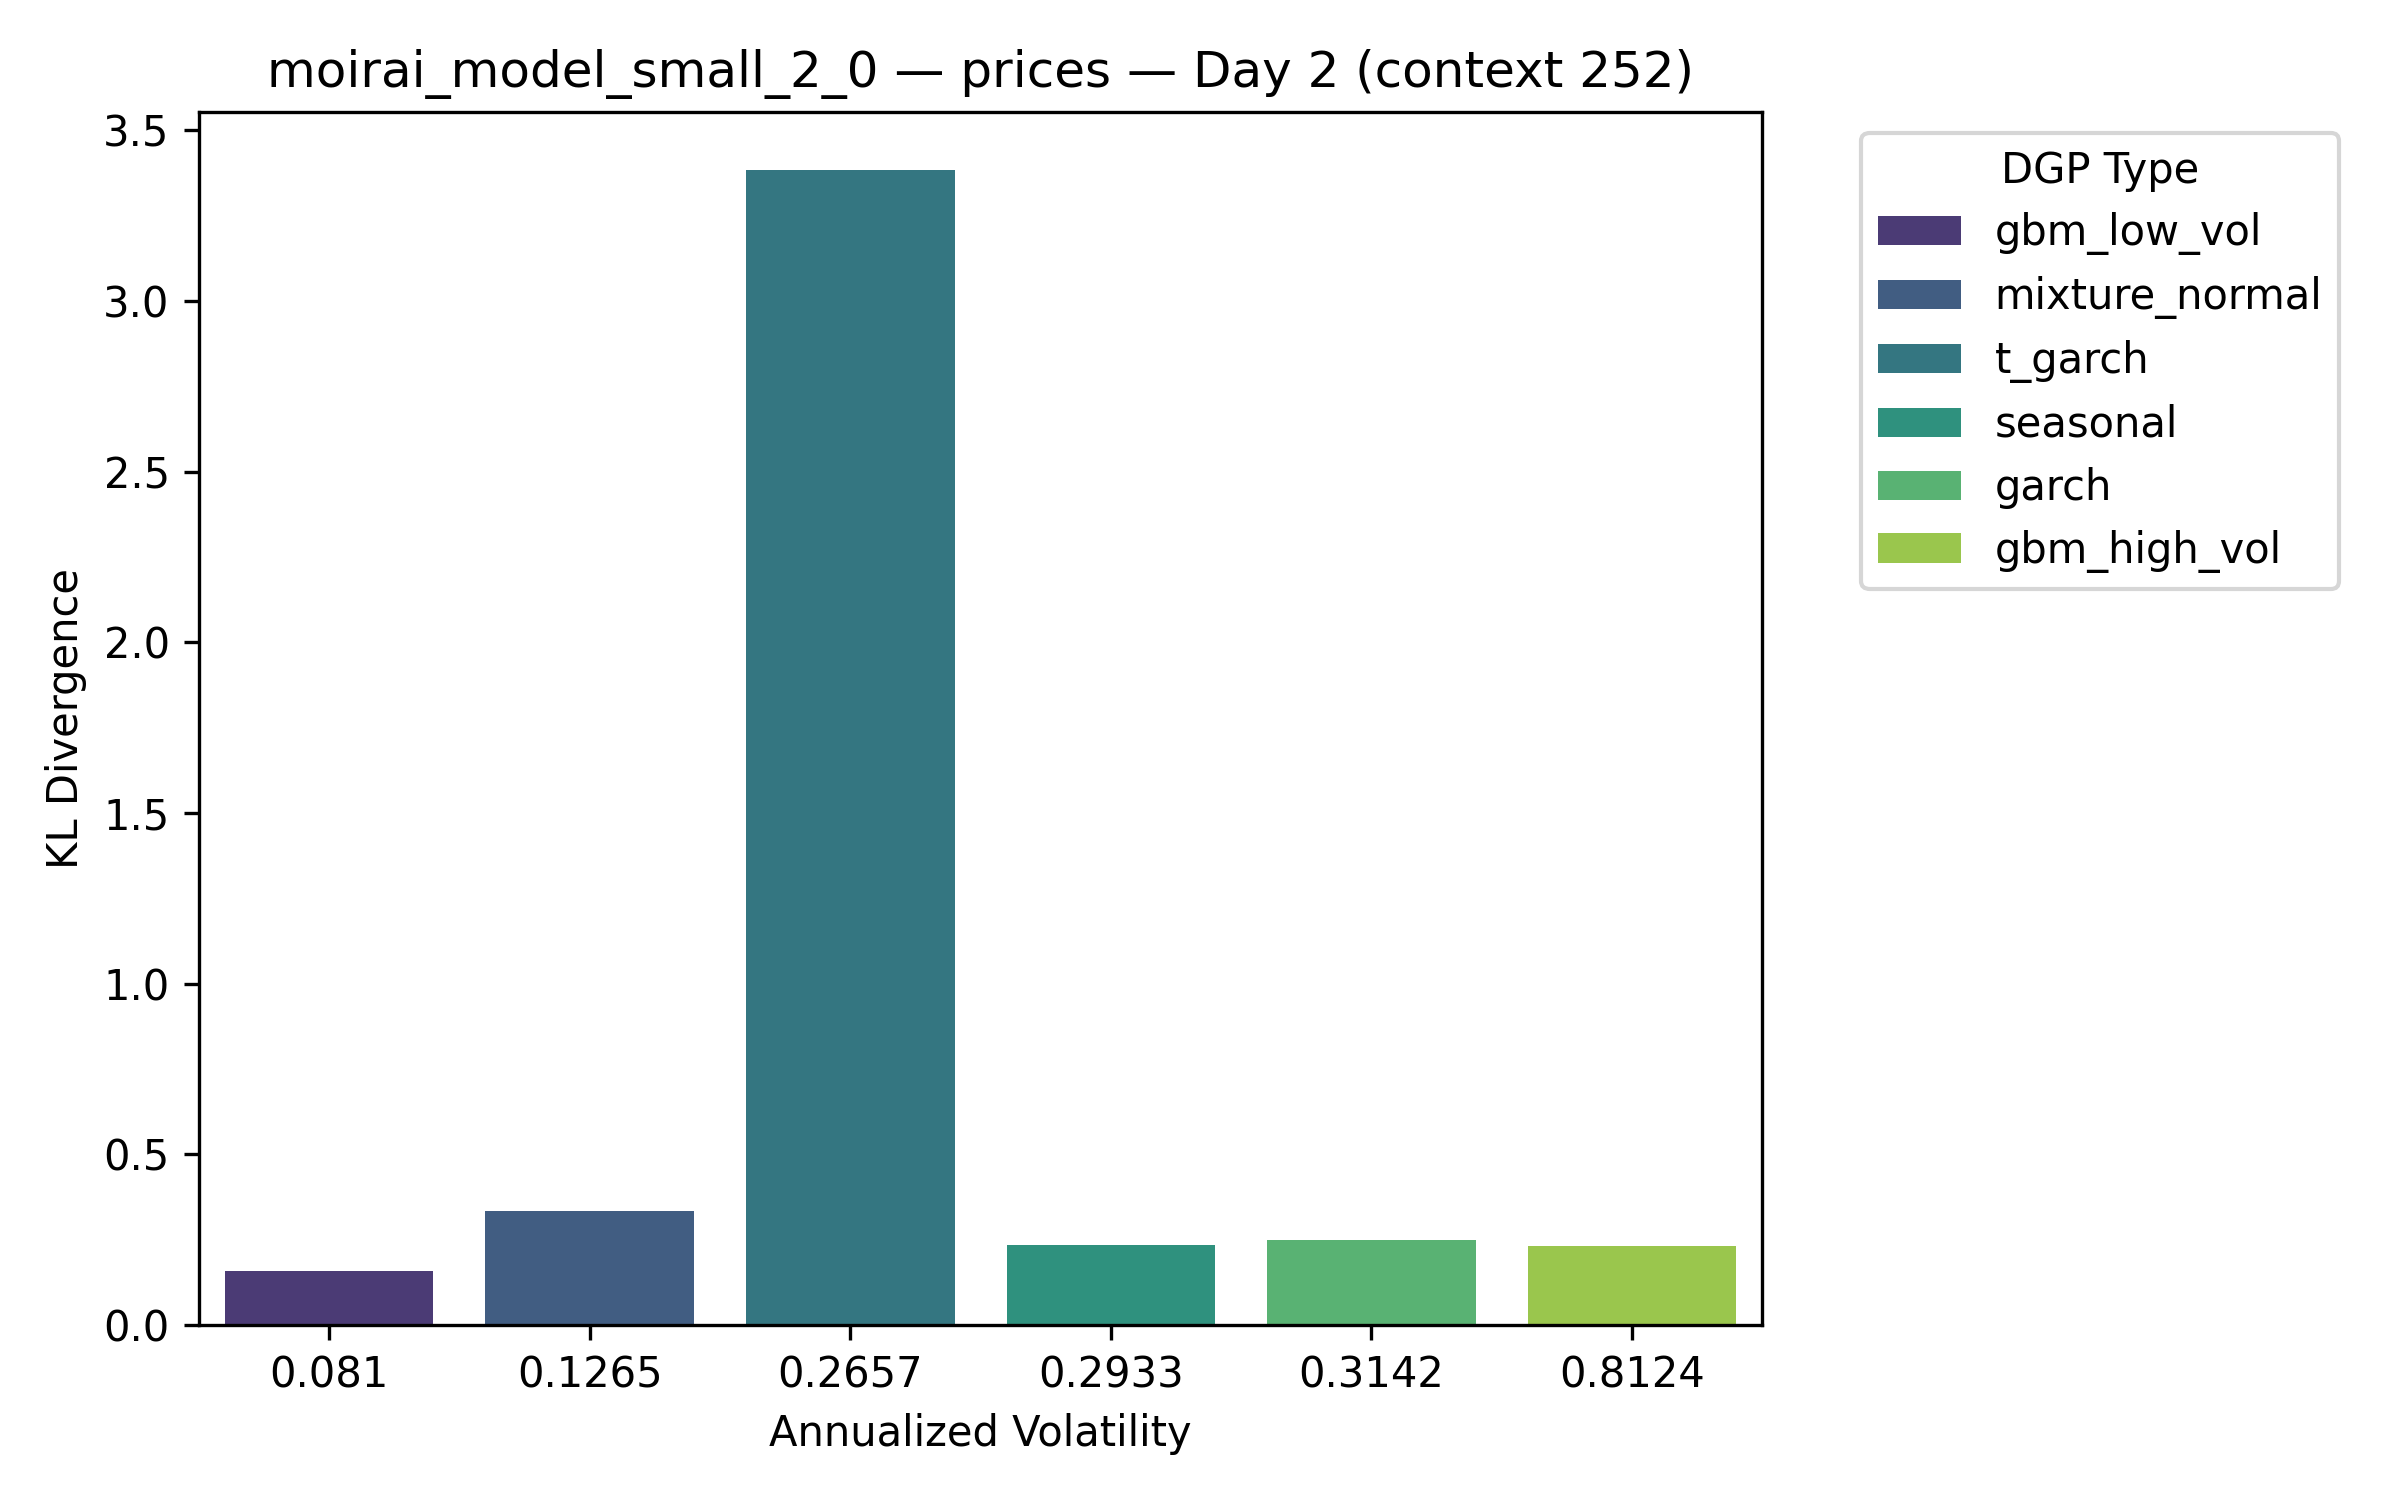 moirai_model_small_2_0 — prices — Day 2 (context 252)
KL Divergence
3.5
3.0
2.5
2.0
1.5
1.0
0.5
0.0
0.081 0.1265 0.2657 0.2933 0.3142 0.8124
Annualized Volatility
DGP Type
gbm_low_vol
mixture_normal
t_garch
seasonal
garch
gbm_high_vol